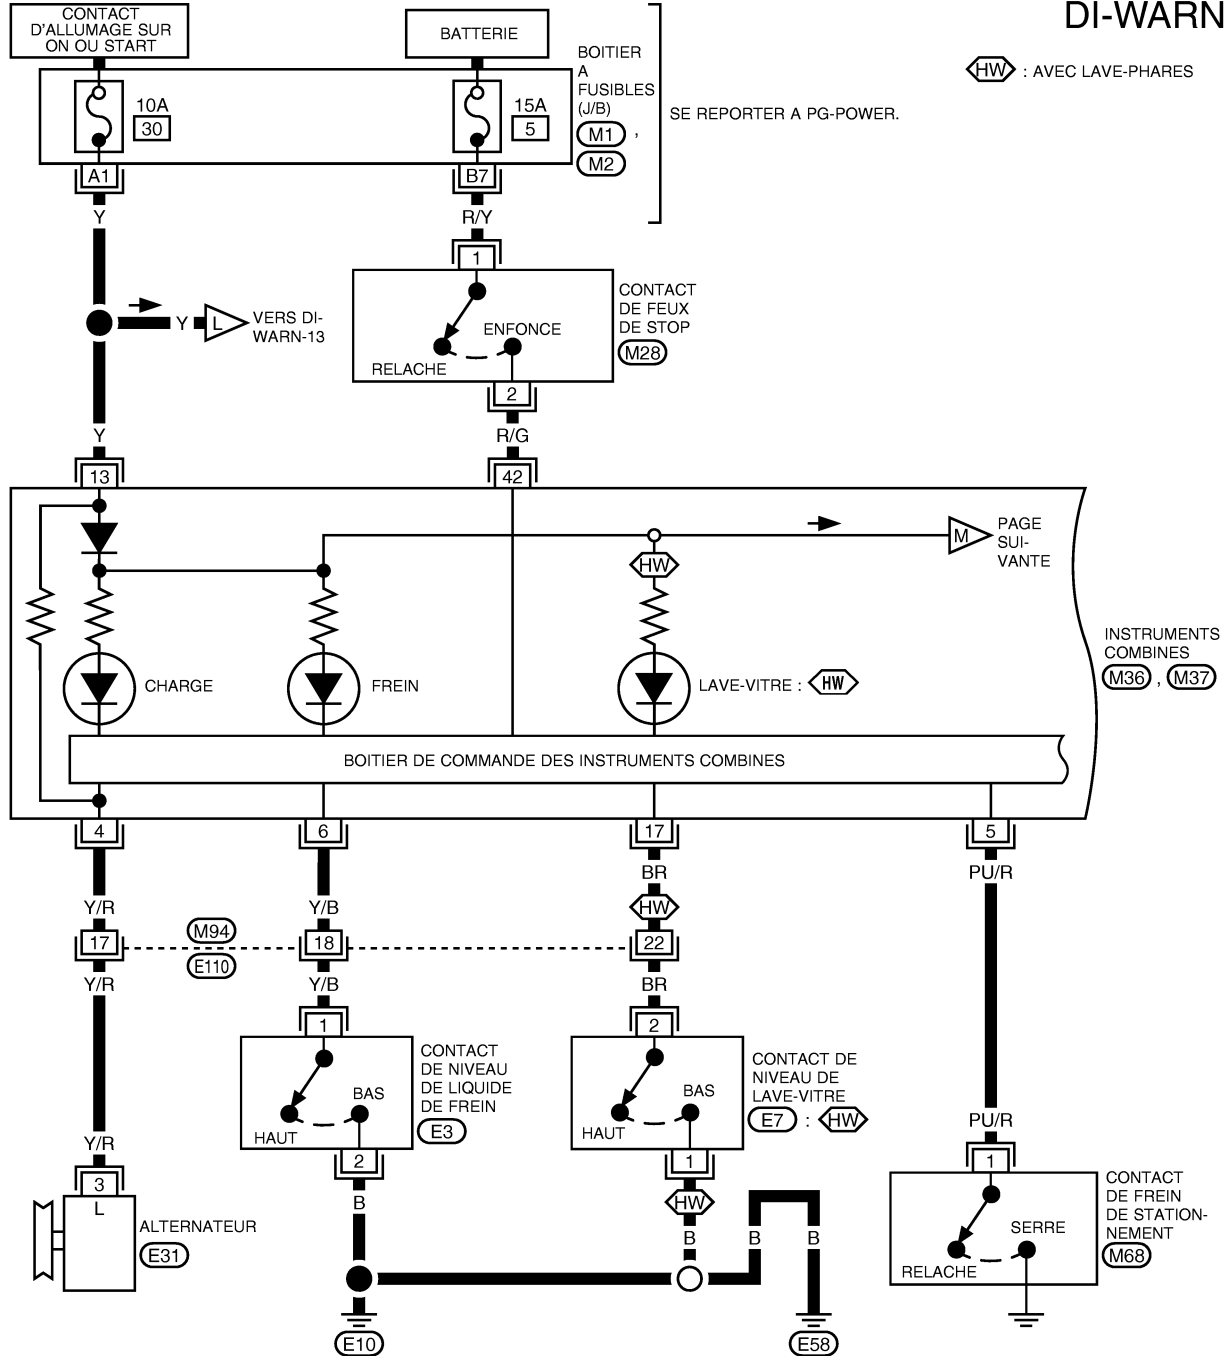 DI-WARN
CONTACT
D'ALLUMAGE SUR
ON OU START
BATTERIE
HW : AVEC LAVE-PHARES
10A
30
15A
5
BOITIER
A
FUSIBLES
(J/B)
M1 ,
M2
SE REPORTER A PG-POWER.
A1
B7
Y
R/Y
1
Y
L
VERS DI-
WARN-13
CONTACT
DE FEUX
DE STOP
M28
ENFONCE
RELACHE
2
Y
R/G
13
42
M
PAGE
SUI-
VANTE
HW
INSTRUMENTS
COMBINES
M36 , M37
CHARGE
FREIN
LAVE-VITRE : HW
BOITIER DE COMMANDE DES INSTRUMENTS COMBINES
4
6
17
5
BR
PU/R
Y/R
Y/B
HW
M94
17
18
22
E110
Y/R
Y/B
BR
1
2
CONTACT
DE NIVEAU
DE LIQUIDE
DE FREIN
E3
BAS
HAUT
CONTACT DE
NIVEAU DE
LAVE-VITRE
E7 : HW
BAS
HAUT
Y/R
PU/R
2
1
1
3
L
ALTERNATEUR
E31
B
HW
B
B
B
CONTACT
DE FREIN
DE STATION-
NEMENT
M68
SERRE
RELACHE
E10
E58